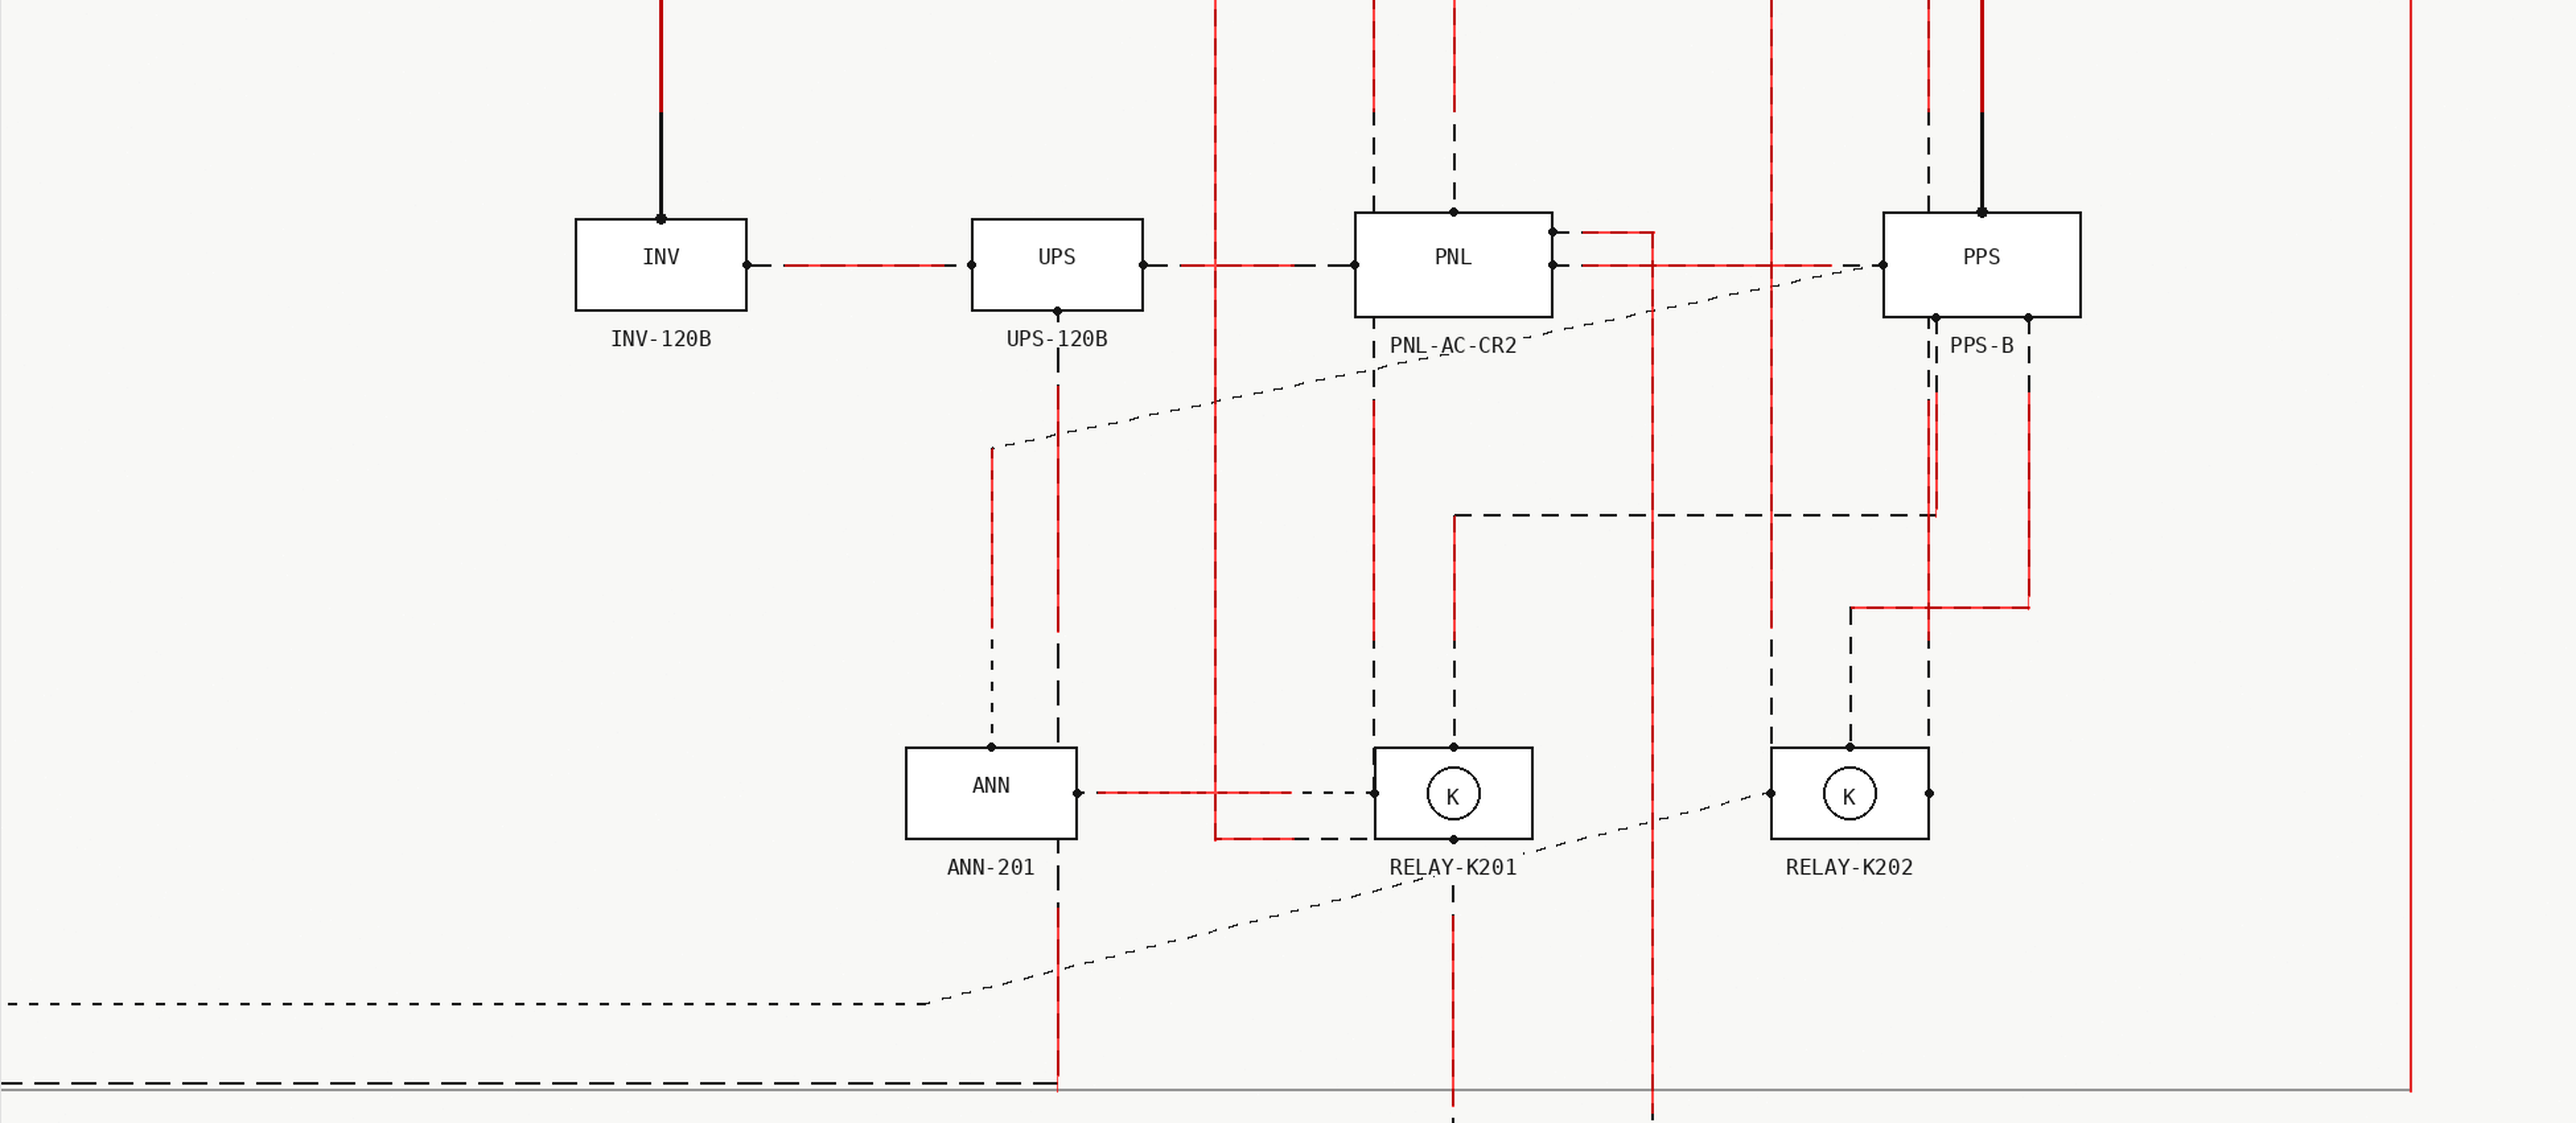 INV
UPS
PNL
PPS
INV-120B
UPS-120B
PNL-AC-CR2
PPS-B
ANN
K
K
ANN-201
RELAY-K201
RELAY-K202